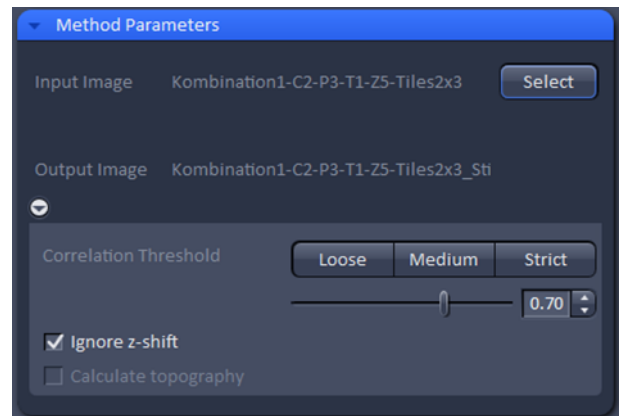 Method Parameters
Input Image Kombination1-C2-P3-T1-Z5-Tiles2x3 Select
Output Image Kombination1-C2-P3-T1-Z5-Tiles2x3_Sti
Correlation Threshold Loose Medium Strict
0.70
Ignore z-shift
Calculate topography